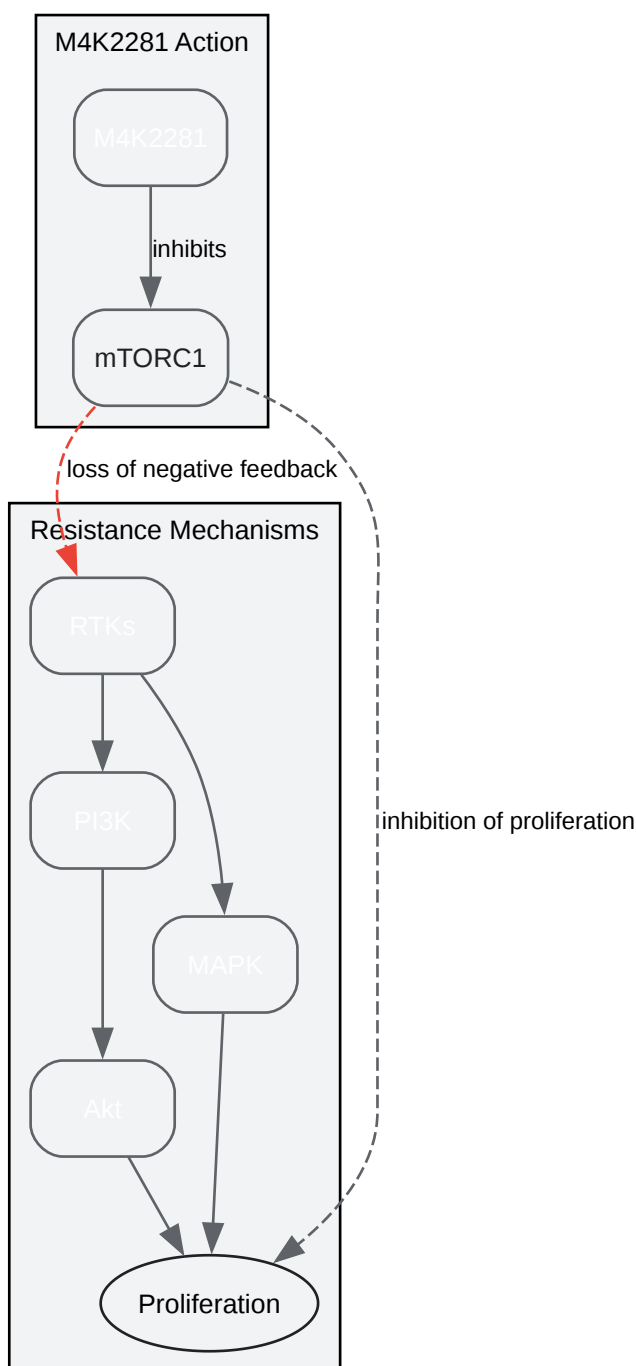 M4K2281 Action
M4K2281
inhibits
mTORC1
loss of negative feedback
Resistance Mechanisms
RTKs
PI3K
inhibition of proliferation
MAPK
Akt
Proliferation